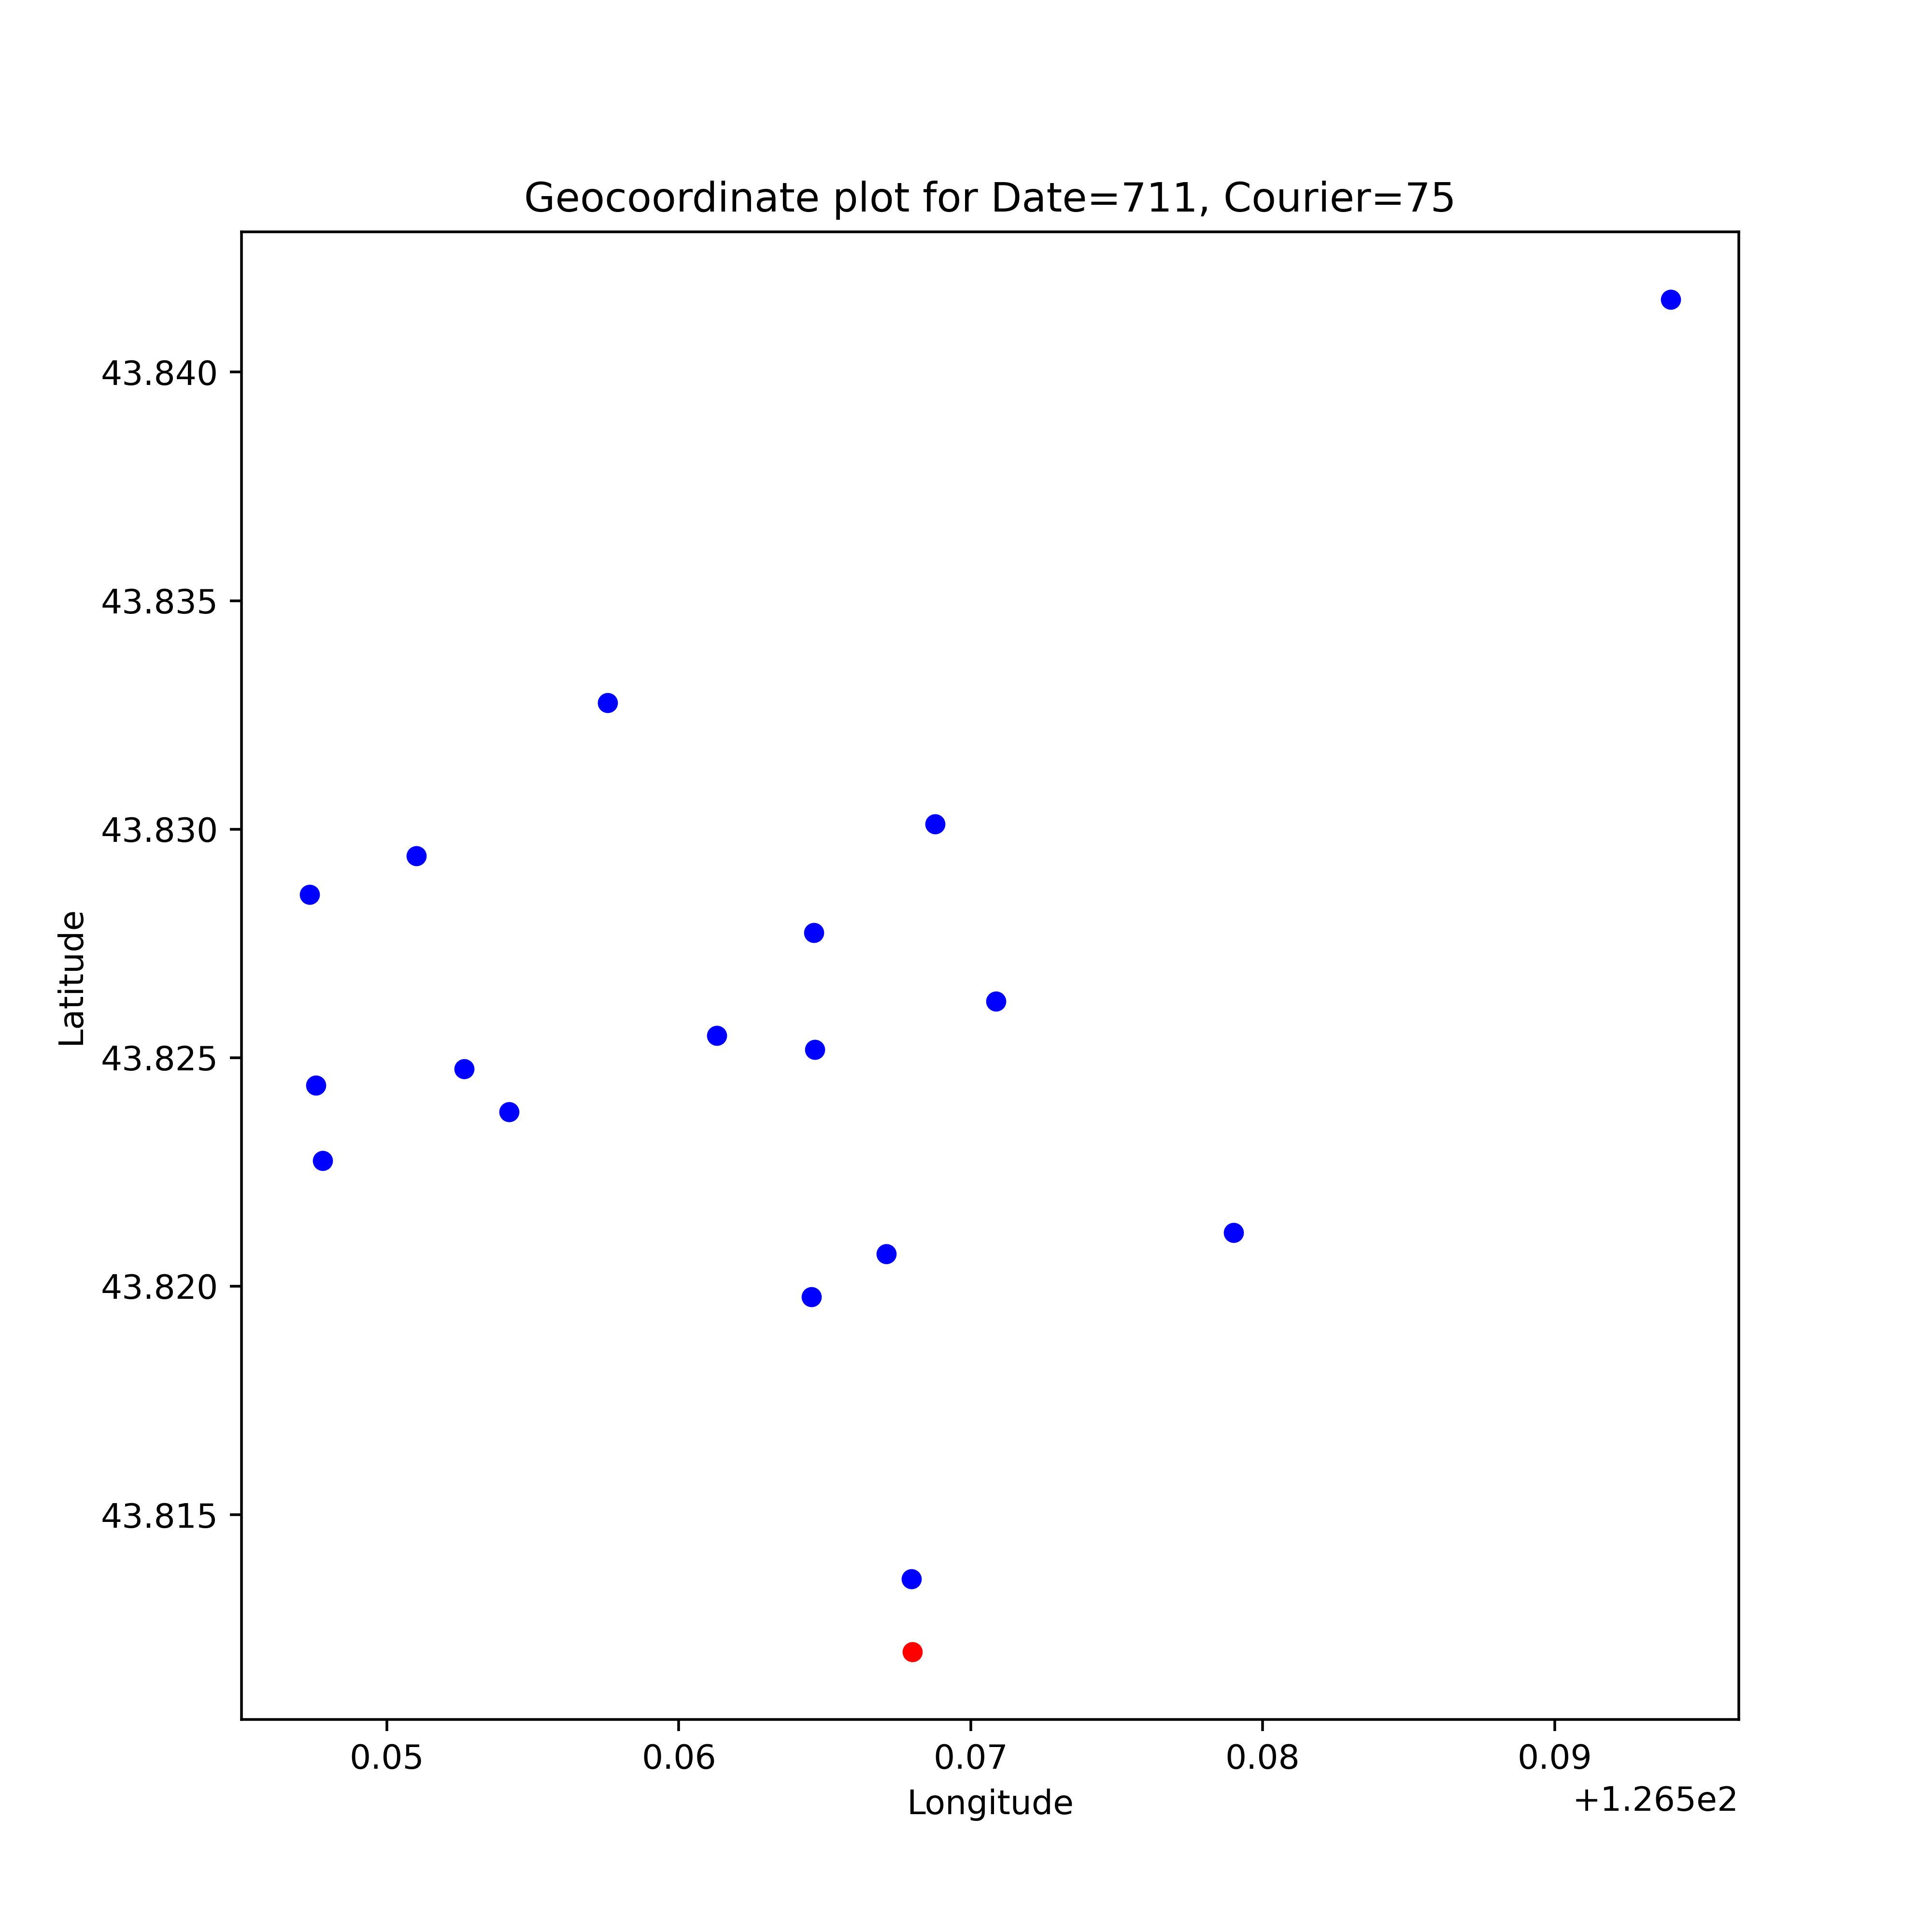 Geocoordinate plot for Date=711, Courier=75
43.840
43.835
43.830
43.825
43.820
43.815
Latitude
0.05 0.06 0.07 0.08 0.09
+1.265e2
Longitude